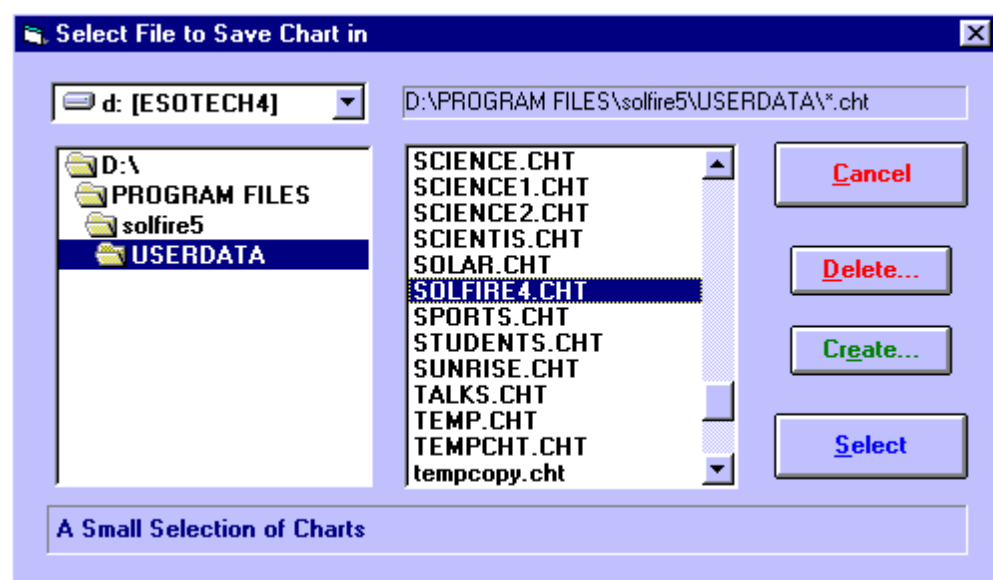 Select File to Save Chart in
d: [ESOTECH4]
D:\PROGRAM FILES\solfire5\USERDATA\*.cht
D:\
PROGRAM FILES
solfire5
USERDATA
SCIENCE.CHT
SCIENCE1.CHT
SCIENCE2.CHT
SCIENTIS.CHT
SOLAR.CHT
SOLFIRE4.CHT
SPORTS.CHT
STUDENTS.CHT
SUNRISE.CHT
TALKS.CHT
TEMP.CHT
TEMPCHT.CHT
tempcopy.cht
Cancel
Delete...
Create...
Select
A Small Selection of Charts